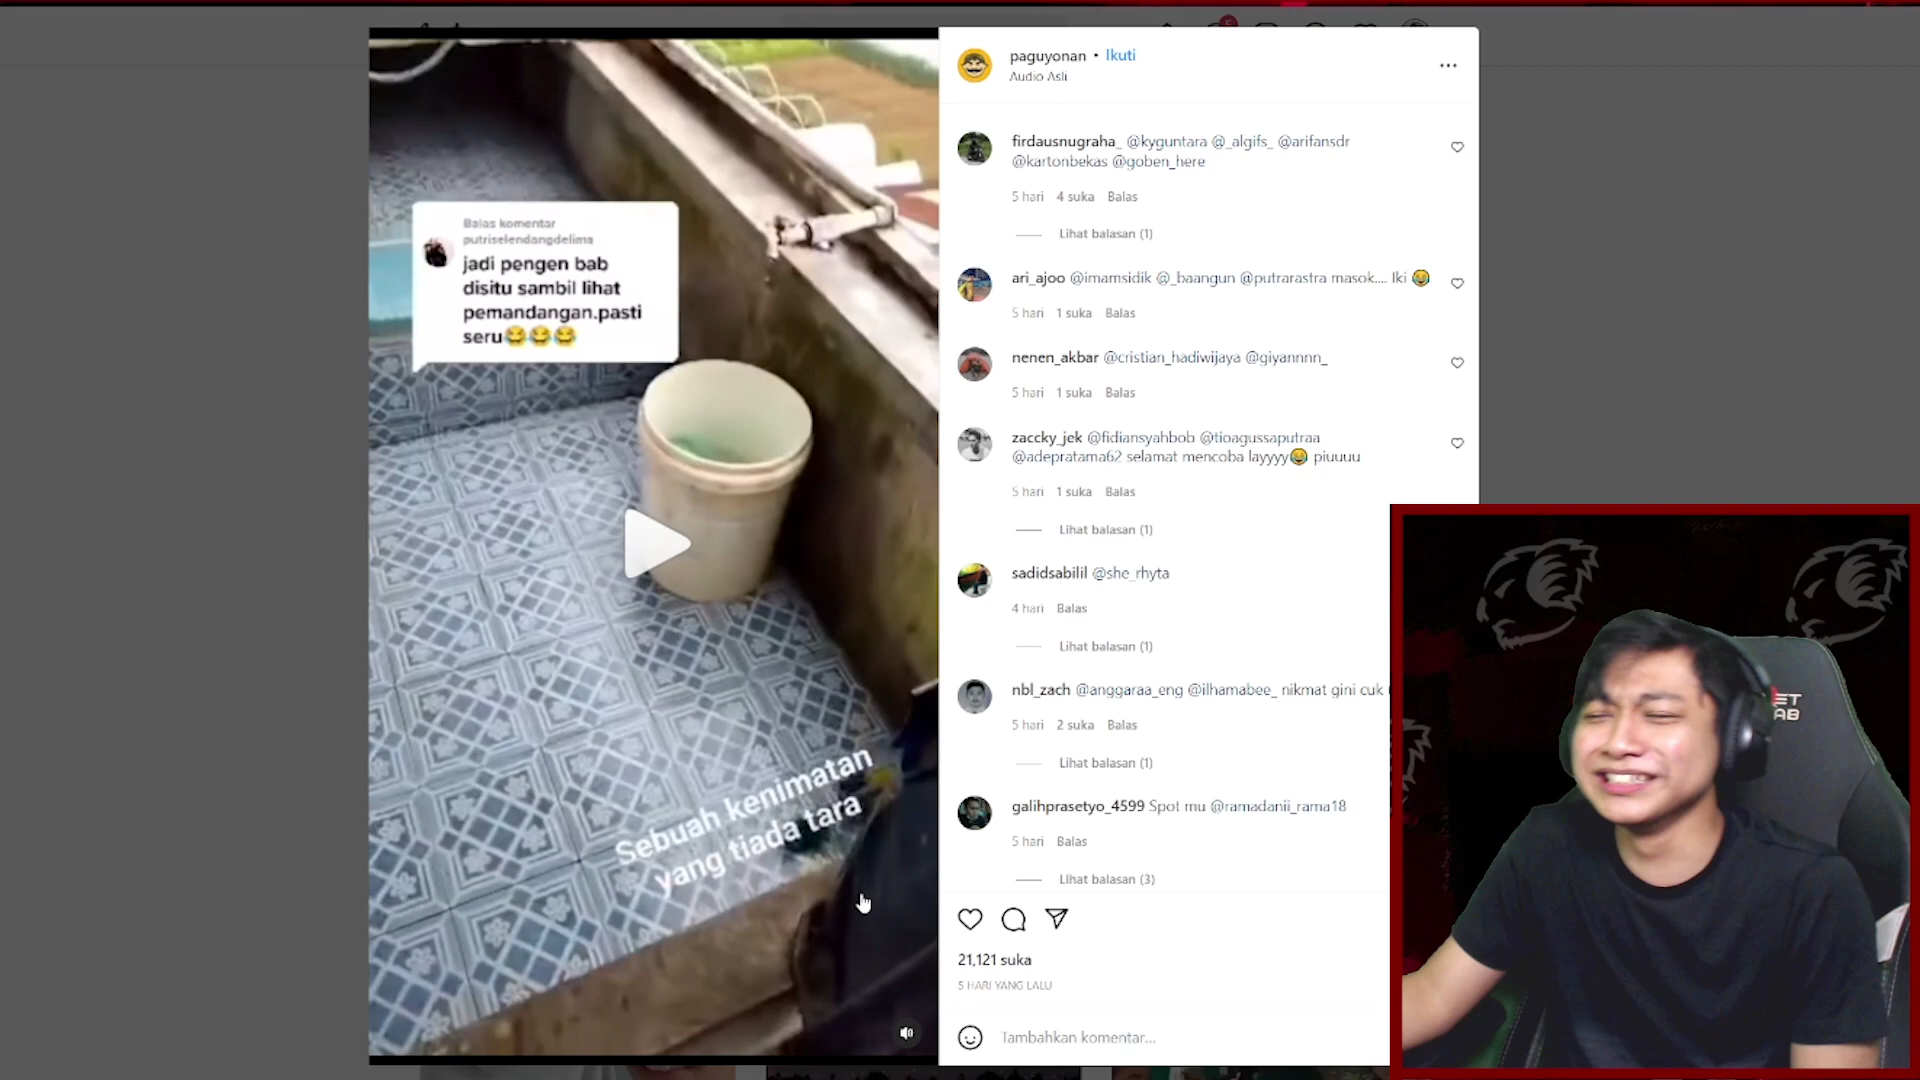 Balas komentar
putriselendangdelima
jadi pengen bab
disitu sambil lihat
pemandangan.pasti
seru😂😂😂
Sebuah kenimatan
yang tiada tara
paguyonan • Ikuti
Audio Asli
firdausnugraha_ @kyguntara @_algifs_ @arifansdr
@kartonbekas @goben_here
5 hari 4 suka Balas
Lihat balasan (1)
ari_ajoo @imamsidik @_baangun @putrarastra masok.... Iki 😂
5 hari 1 suka Balas
nenen_akbar @cristian_hadiwijaya @giyannnn_
5 hari 1 suka Balas
zaccky_jek @fidiansyahbob @tioagussaputraa
@adepratama62 selamat mencoba layyyy😂 piuuuu
5 hari 1 suka Balas
Lihat balasan (1)
sadidsabilil @she_rhyta
4 hari Balas
Lihat balasan (1)
nbl_zach @anggaraa_eng @ilhamabee_ nikmat gini cuk
5 hari 2 suka Balas
Lihat balasan (1)
galihprasetyo_4599 Spot mu @ramadanii_rama18
5 hari Balas
Lihat balasan (3)
21,121 suka
5 HARI YANG LALU
Tambahkan komentar...